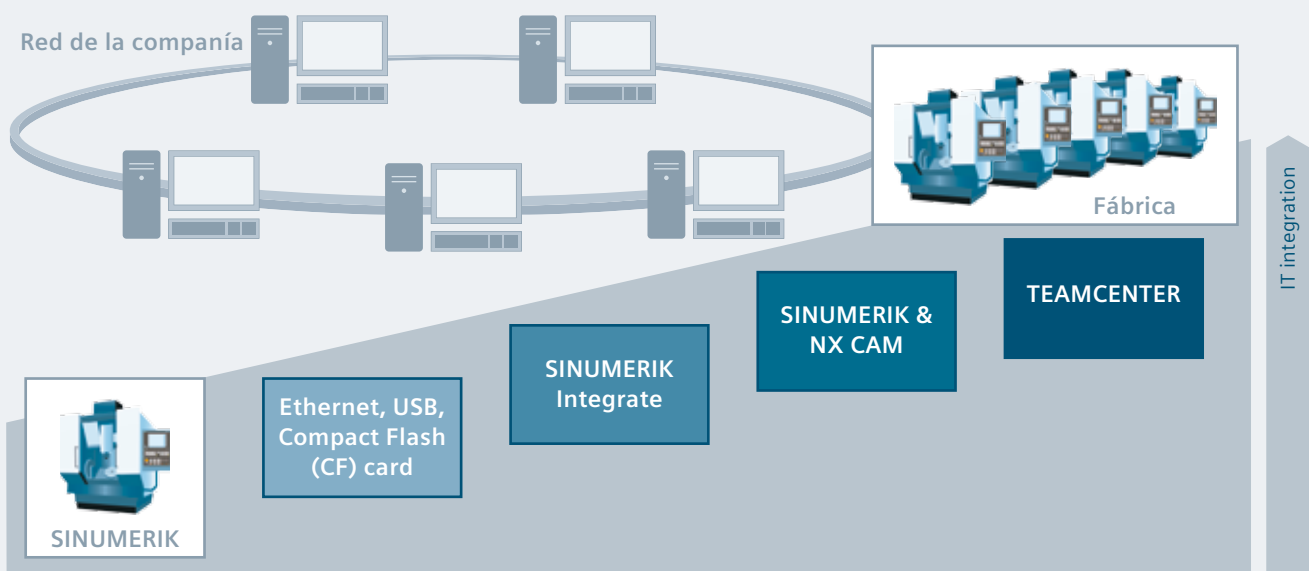 Red de la companía
Fábrica
IT integration
TEAMCENTER
SINUMERIK &
NX CAM
SINUMERIK
Integrate
Ethernet, USB,
Compact Flash
(CF) card
SINUMERIK